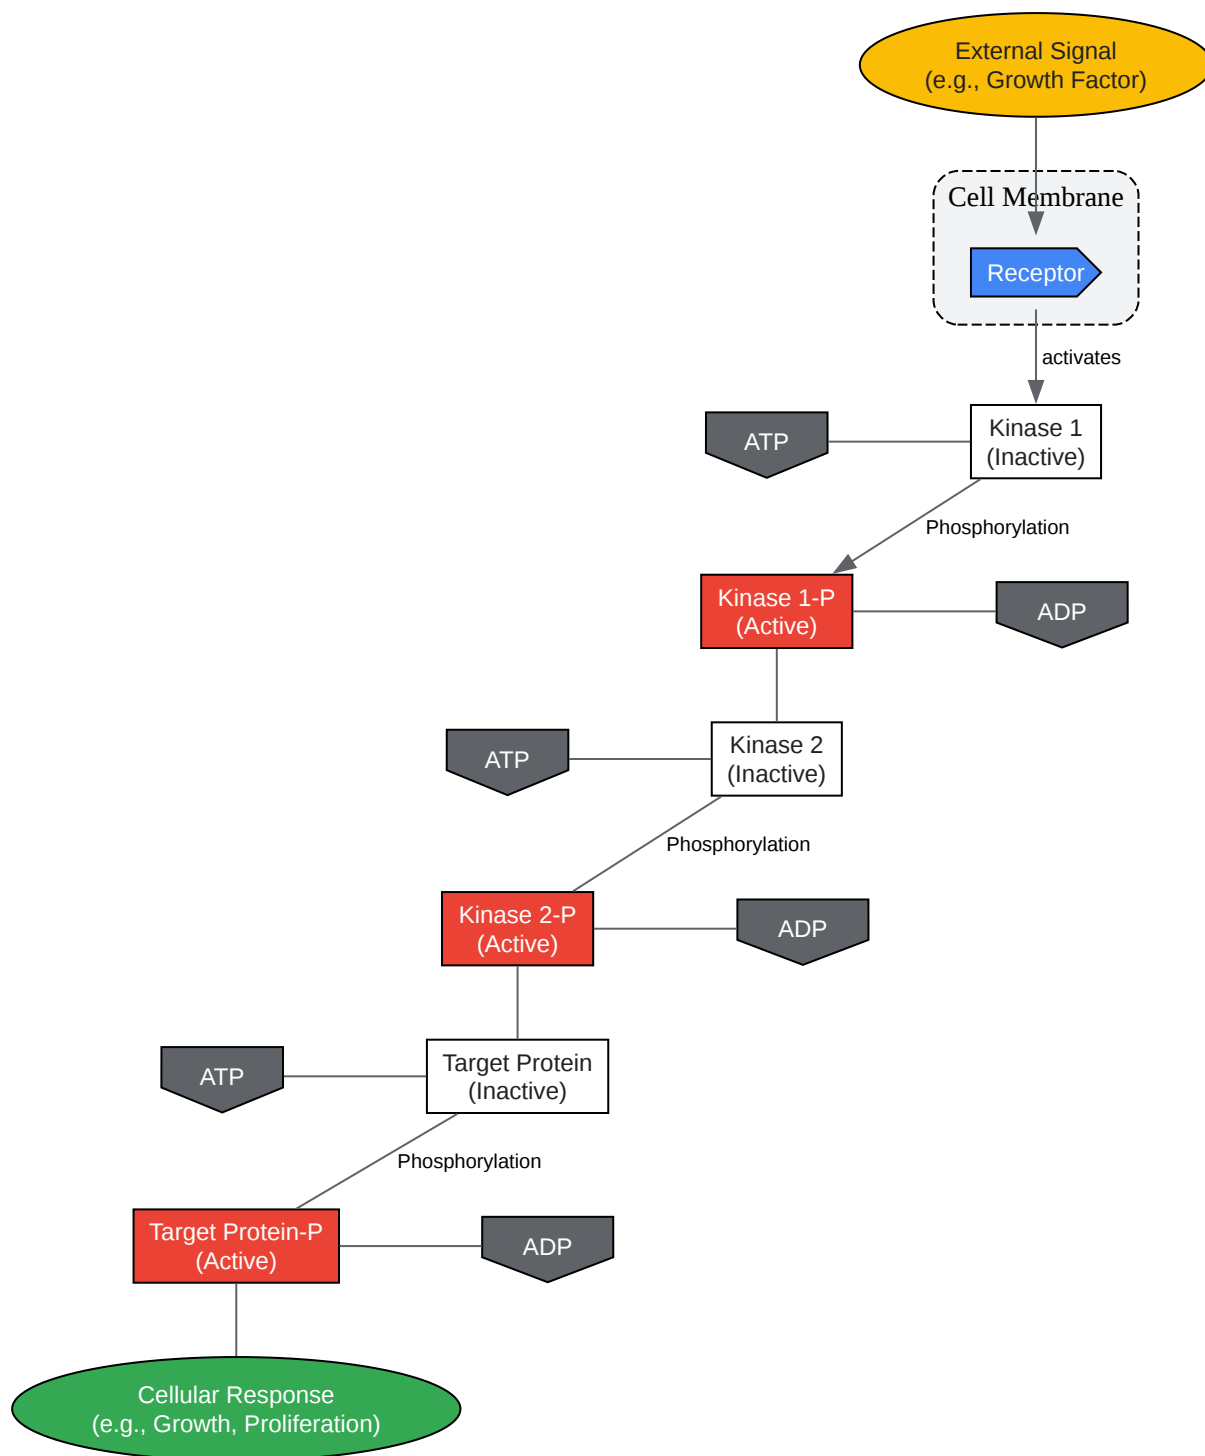 External Signal
(e.g., Growth Factor)
Cell Membrane
Receptor
activates
ATP
Kinase 1
(Inactive)
Phosphorylation
Kinase 1-P
(Active)
ADP
ATP
Kinase 2
(Inactive)
Phosphorylation
Kinase 2-P
(Active)
ADP
ATP
Target Protein
(Inactive)
Phosphorylation
Target Protein-P
(Active)
ADP
Cellular Response
(e.g., Growth, Proliferation)